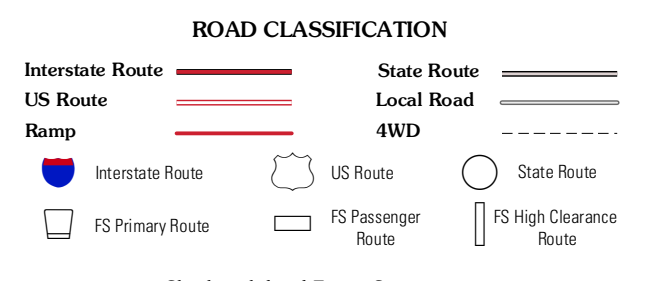 ROAD CLASSIFICATION
Interstate Route State Route
US Route Local Road
Ramp 4WD
Interstate Route US Route State Route
FS Primary Route FS Passenger Route FS High Clearance Route